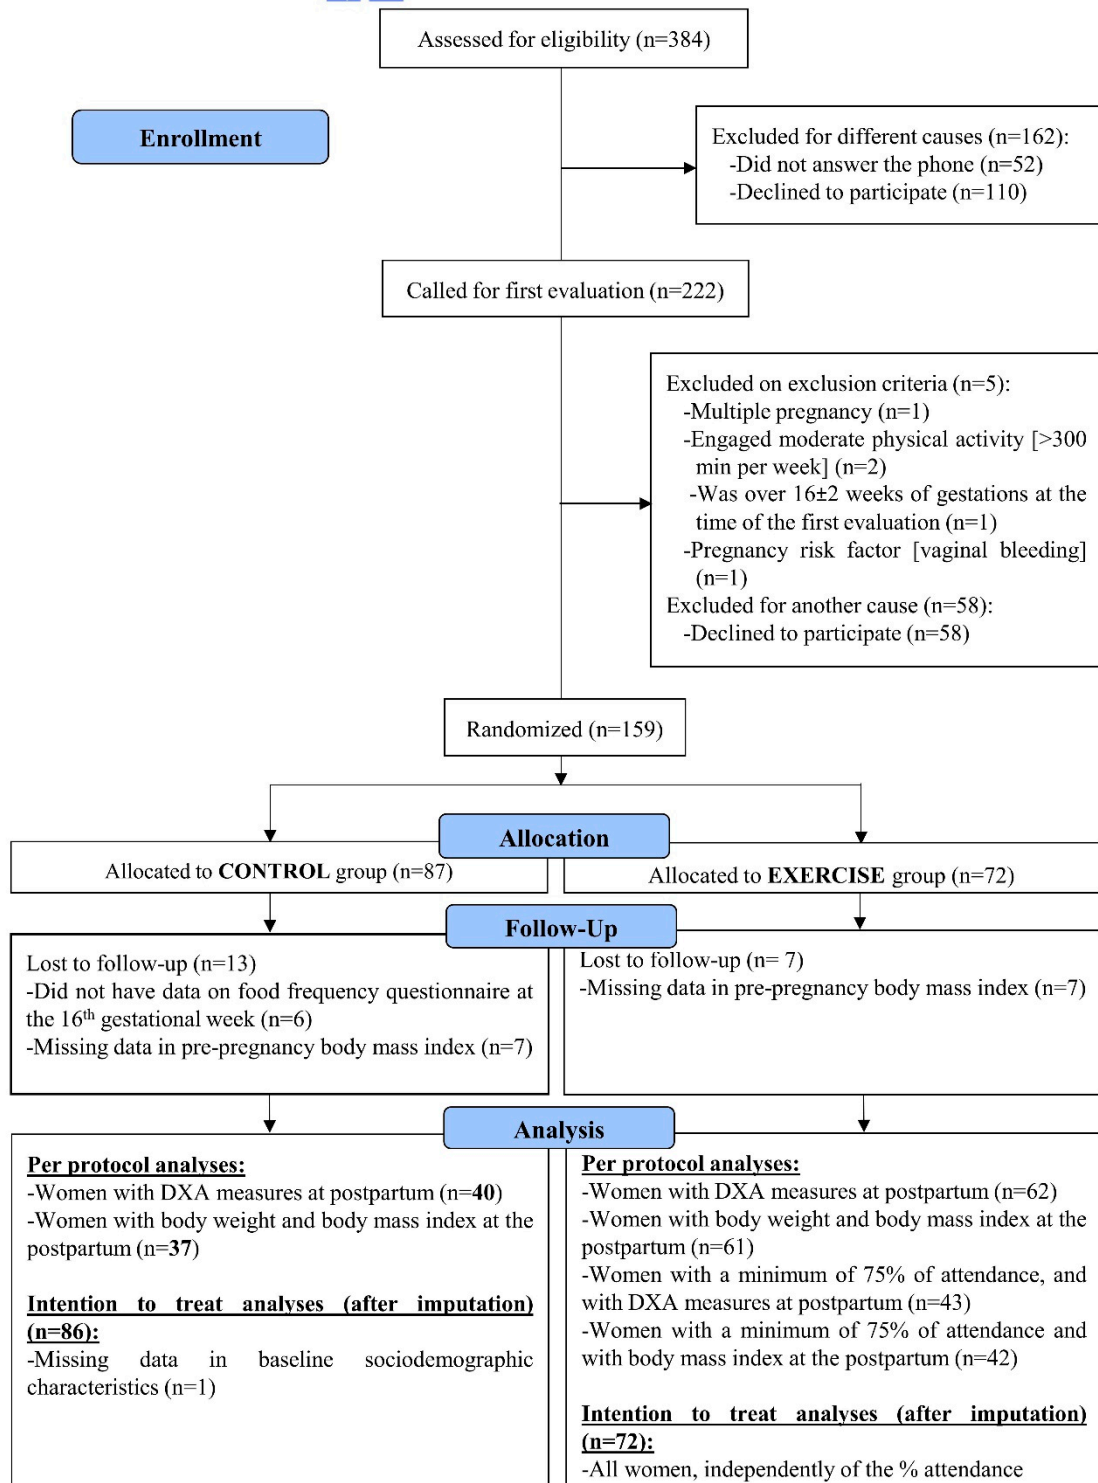 Assessed for eligibility (n=384)
Enrollment
Excluded for different causes (n=162):
-Did not answer the phone (n=52)
-Declined to participate (n=110)
Called for first evaluation (n=222)
Excluded on exclusion criteria (n=5):
-Multiple pregnancy (n=1)
-Engaged moderate physical activity [>300
min per week] (n=2)
-Was over 16±2 weeks of gestations at the
time of the first evaluation (n=1)
-Pregnancy risk factor [vaginal bleeding]
(n=1)
Excluded for another cause (n=58):
-Declined to participate (n=58)
Randomized (n=159)
Allocation
Allocated to CONTROL group (n=87)
Allocated to EXERCISE group (n=72)
Follow-Up
Lost to follow-up (n=13)
-Did not have data on food frequency questionnaire at
the 16th gestational week (n=6)
-Missing data in pre-pregnancy body mass index (n=7)
Lost to follow-up (n= 7)
-Missing data in pre-pregnancy body mass index (n=7)
Analysis
Per protocol analyses:
-Women with DXA measures at postpartum (n=40)
-Women with body weight and body mass index at the
postpartum (n=37)
Intention to treat analyses (after imputation)
(n=86):
-Missing data in baseline sociodemographic
characteristics (n=1)
Per protocol analyses:
-Women with DXA measures at postpartum (n=62)
-Women with body weight and body mass index at the
postpartum (n=61)
-Women with a minimum of 75% of attendance, and
with DXA measures at postpartum (n=43)
-Women with a minimum of 75% of attendance and
with body mass index at the postpartum (n=42)
Intention to treat analyses (after imputation)
(n=72):
-All women, independently of the % attendance